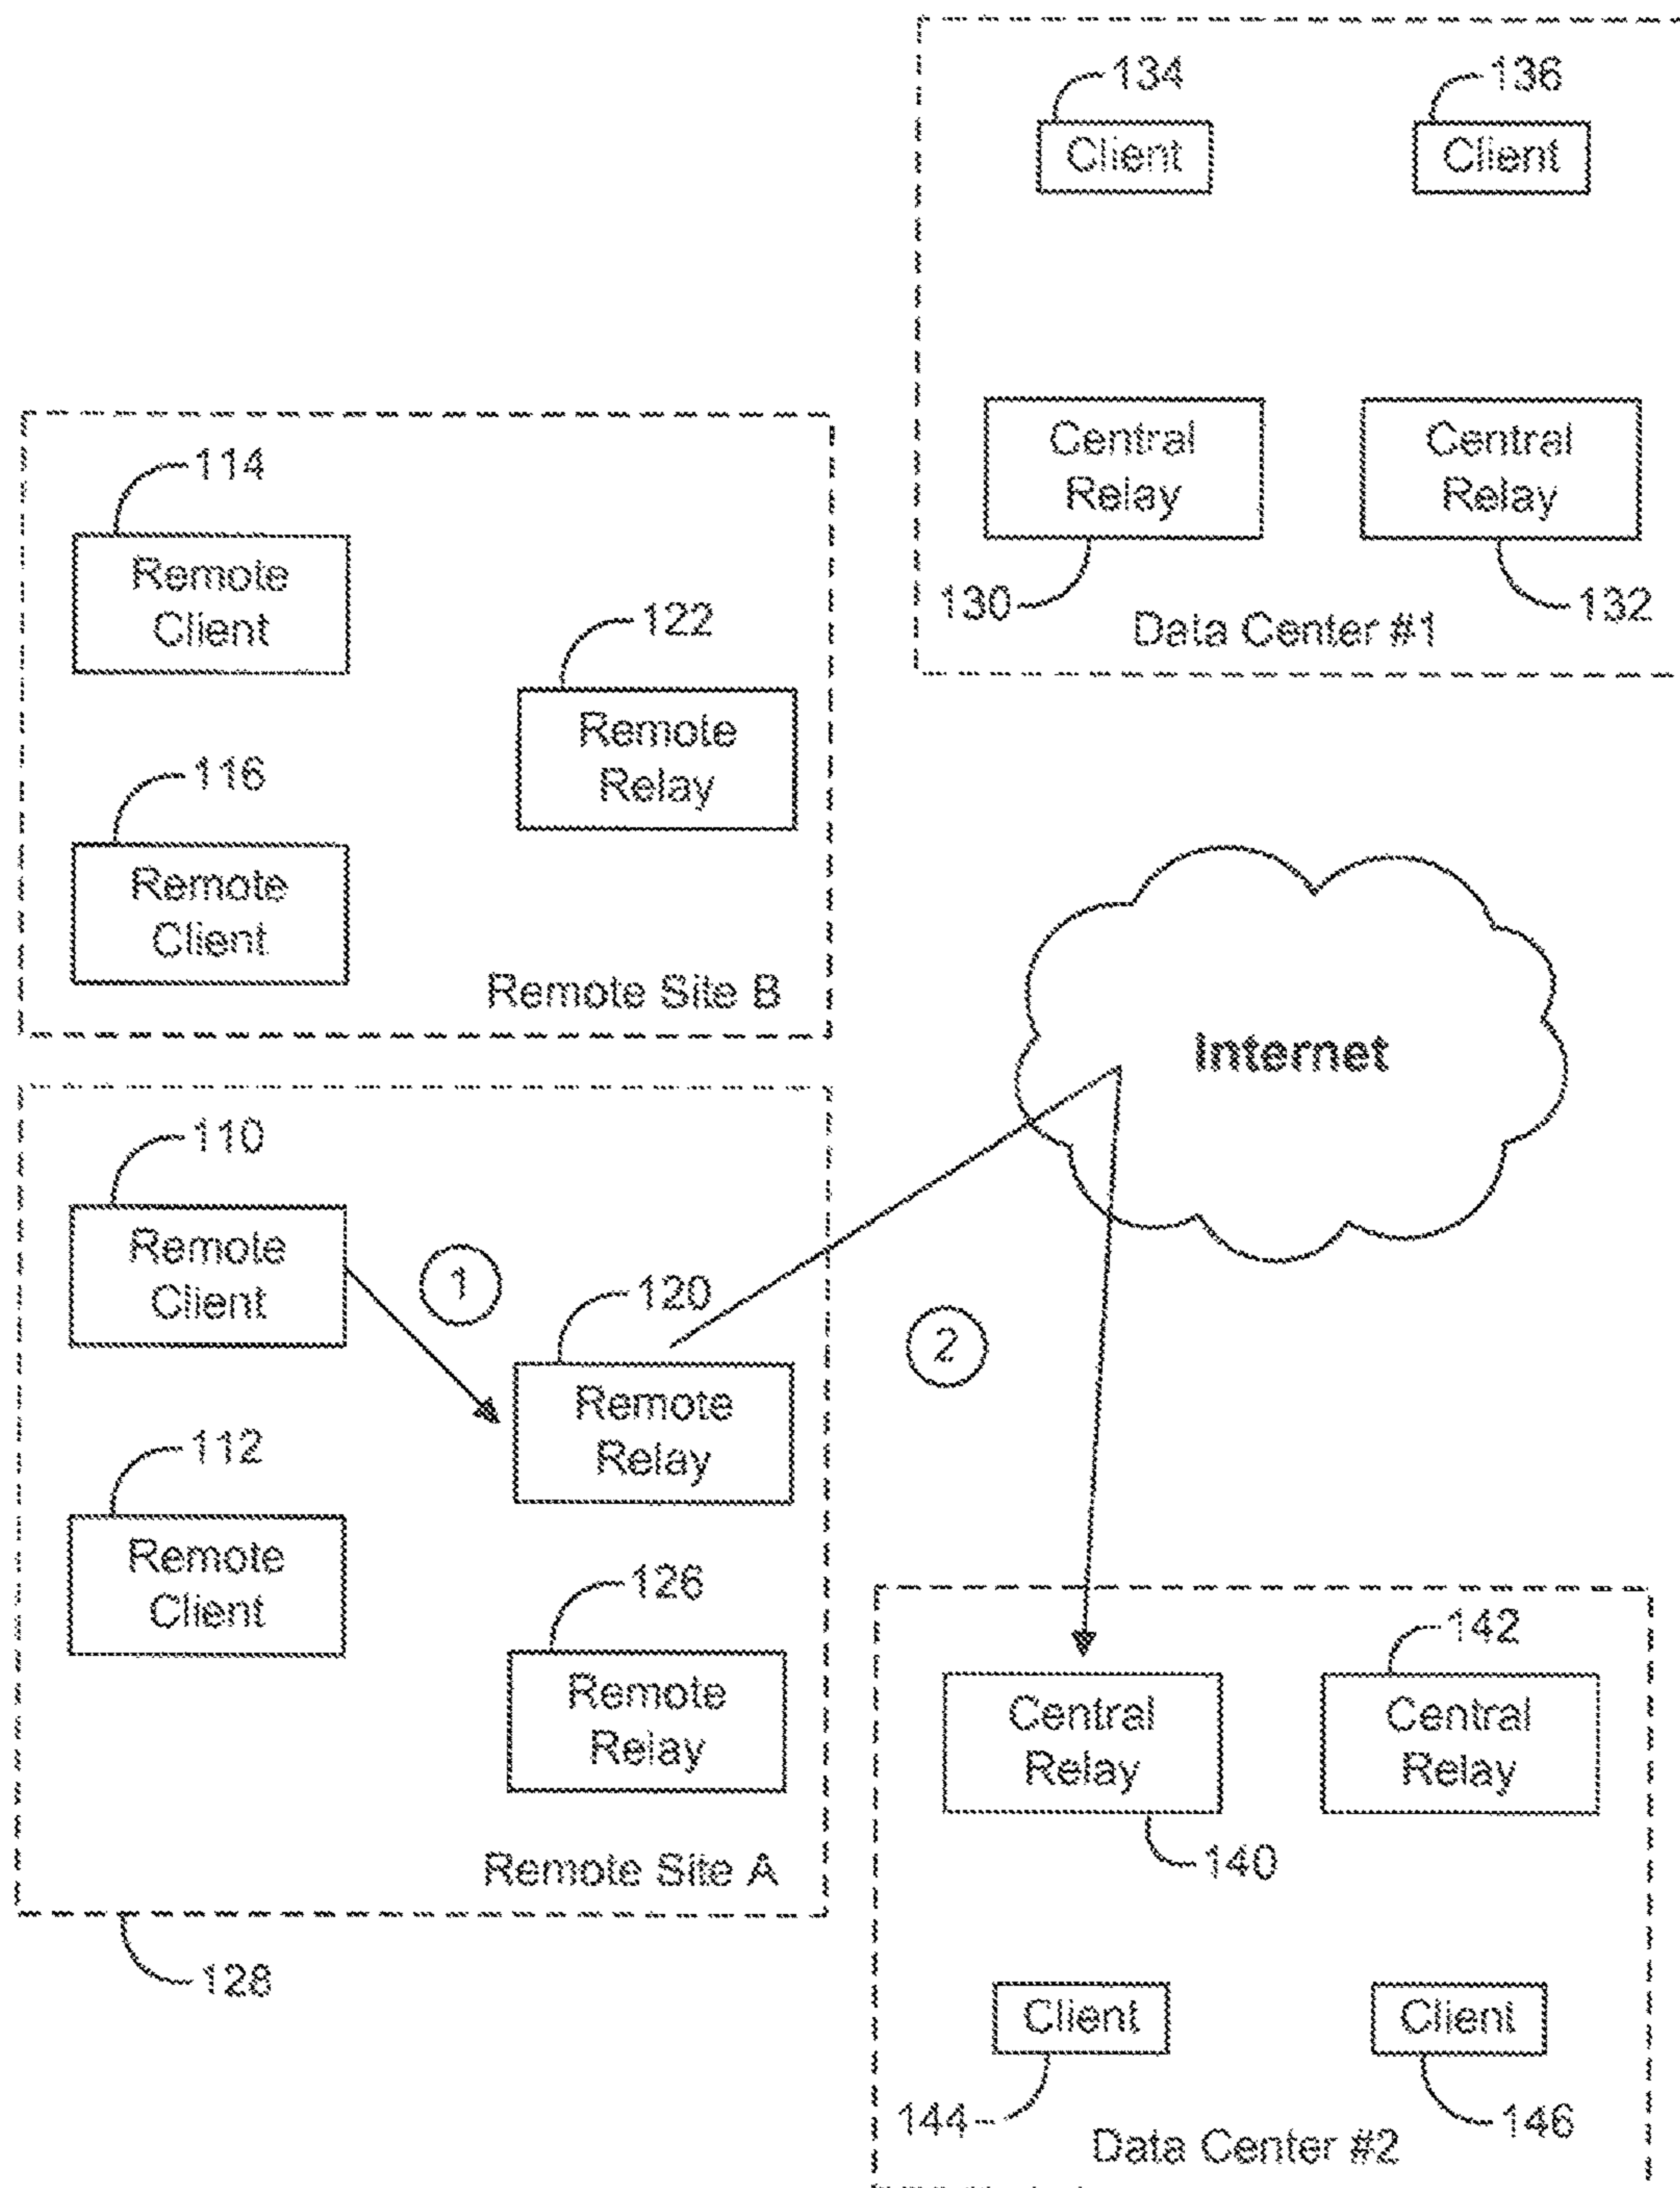 134
136
Client
Client
Central
Relay
Central
Relay
130
132
Data Center #1
114
Remote
Client
122
Remote
Relay
116
Remote
Client
Remote Site B
Internet
110
Remote
Client
1
120
Remote
Relay
2
112
Remote
Client
126
Remote
Relay
Remote Site A
128
142
Central
Relay
Central
Relay
140
Client
Client
144
146
Data Center #2